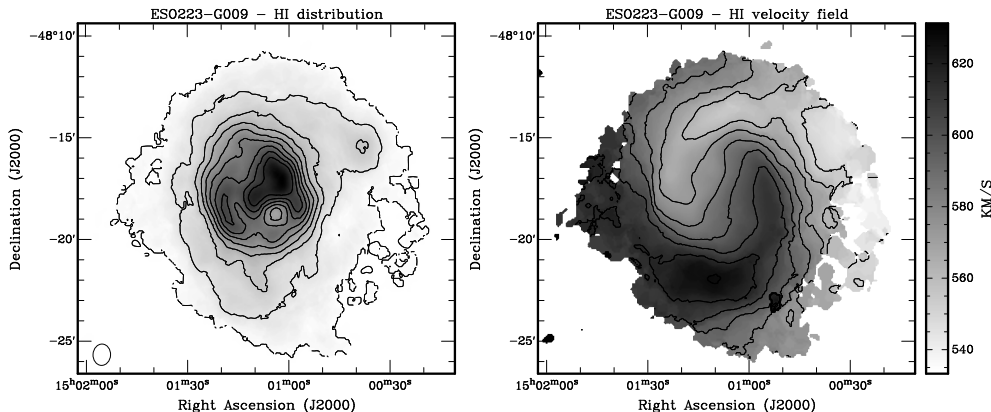 ESO223-G009 - HI distribution
-48°10'
-15'
-20'
-25'
Declination (J2000)
15h02m00s
01m30s
01m00s
00m30s
Right Ascension (J2000)
ESO223-G009 - HI velocity field
-48°10'
-15'
-20'
-25'
Declination (J2000)
15h02m00s
01m30s
01m00s
00m30s
Right Ascension (J2000)
620
600
580
560
540
KM/S